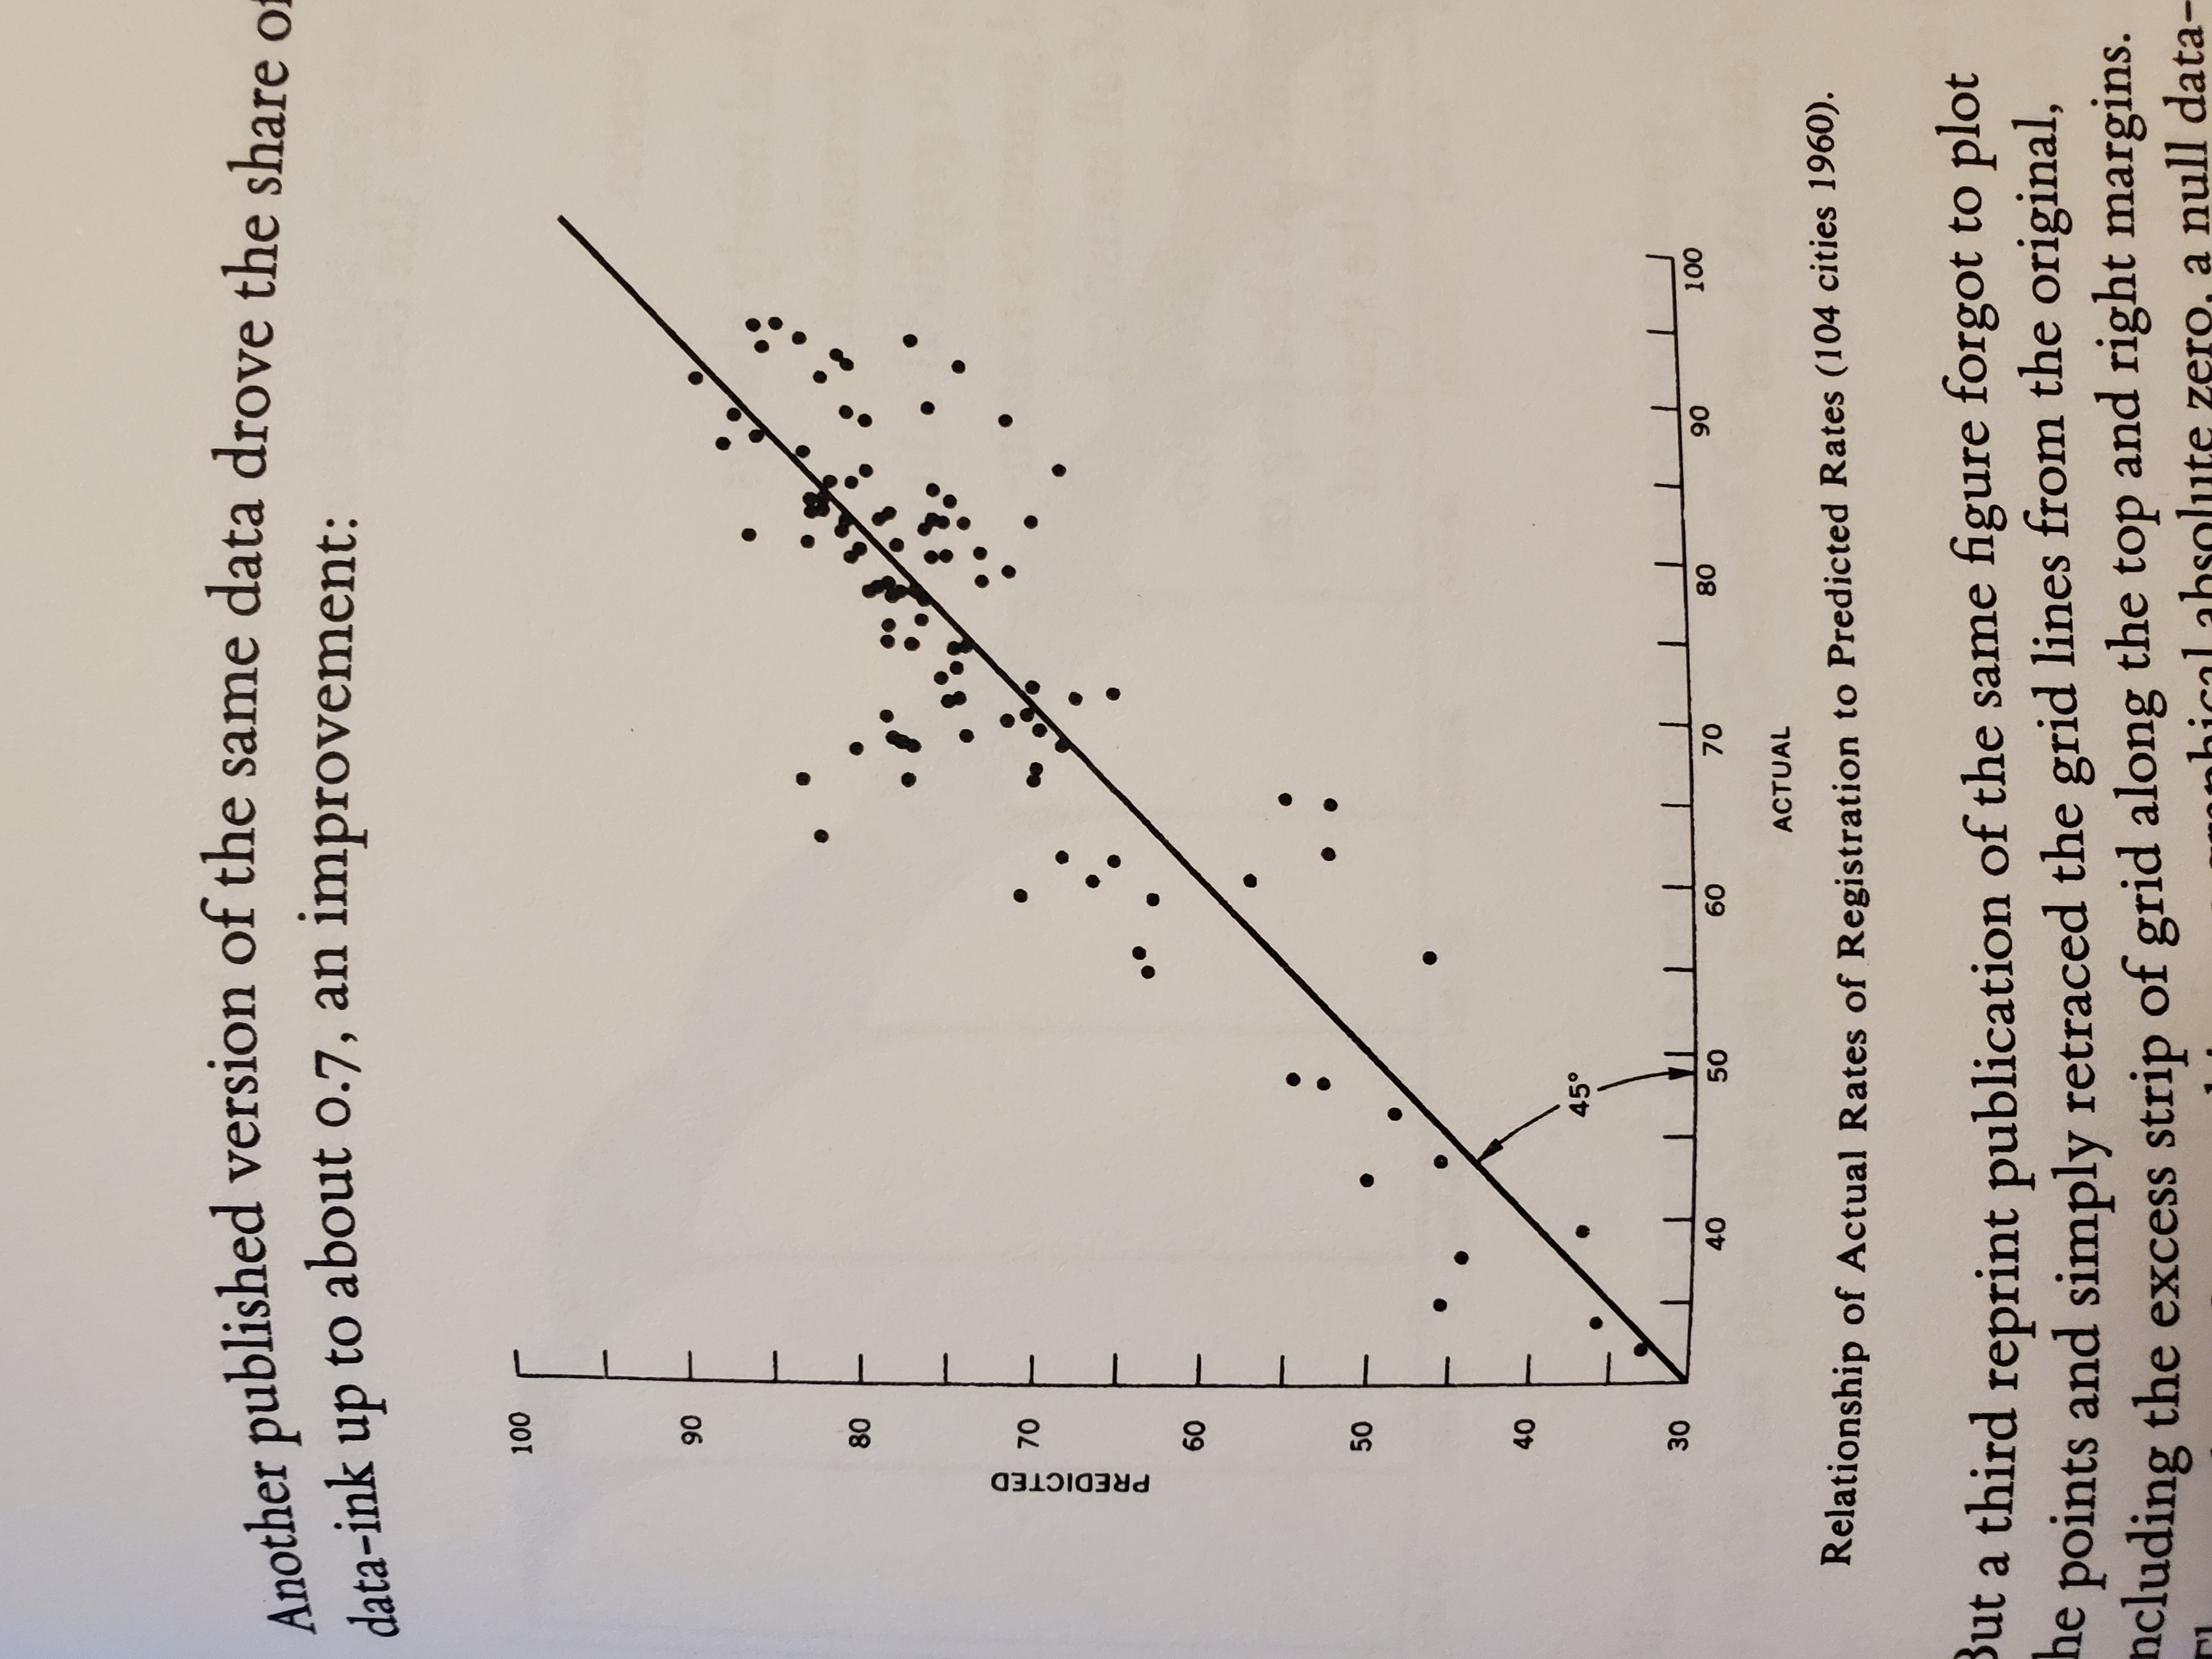 Another published version of the same data drove the share of
data-ink up to about 0.7, an improvement:
100
90
80
70
60
50
40
30
PREDICTED
45°
40 50 60 70 80 90 100
ACTUAL
Relationship of Actual Rates of Registration to Predicted Rates (104 cities 1960).
But a third reprint publication of the same figure forgot to plot
he points and simply retraced the grid lines from the original,
ncluding the excess strip of grid along the top and right margins.
graphical absolute zero, a null data-